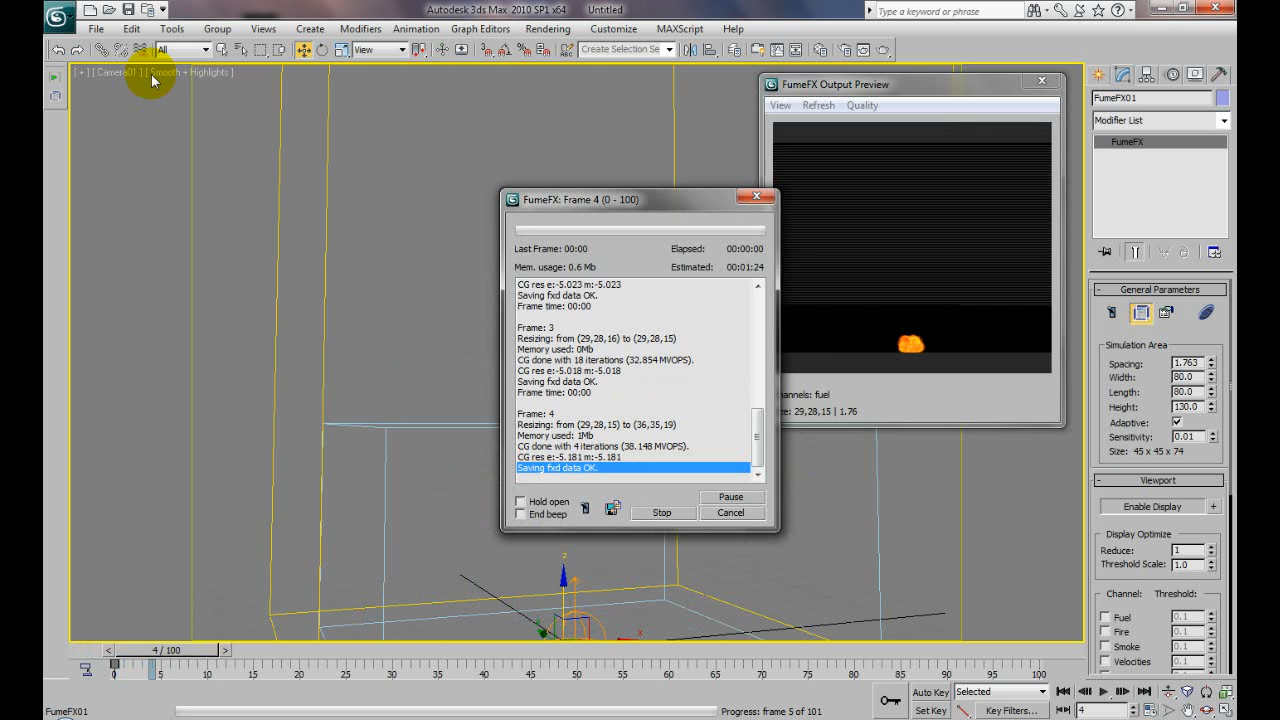 Autodesk 3ds Max 2010 SP1 x64 Untitled
Type a keyword or phrase
File Edit Tools Group Views Create Modifiers Animation Graph Editors Rendering Customize MAXScript Help
All View Create Selection Se
[ + ] [ Camera01 ] [ Smooth + Highlights ]
FumeFX Output Preview
View Refresh Quality
hannels: fuel
e: 29,28,15 | 1.76
FumeFX: Frame 4 (0 - 100)
Last Frame: 00:00 Elapsed: 00:00:00
Mem. usage: 0.6 Mb Estimated: 00:01:24
CG res e:-5.023 m:-5.023
Saving fxd data OK.
Frame time: 00:00
Frame: 3
Resizing: from (29,28,16) to (29,28,15)
Memory used: 0Mb
CG done with 18 iterations (32.854 MVOPS).
CG res e:-5.018 m:-5.018
Saving fxd data OK.
Frame time: 00:00
Frame: 4
Resizing: from (29,28,15) to (36,35,19)
Memory used: 1Mb
CG done with 4 iterations (38.148 MVOPS).
CG res e:-5.181 m:-5.181
Saving fxd data OK.
Hold open
End beep
Pause
Stop Cancel
z
x
FumeFX01
Modifier List
FumeFX
- General Parameters
Simulation Area
Spacing: 1.763
Width: 80.0
Length: 80.0
Height: 130.0
Adaptive:
Sensitivity: 0.01
Size: 45 x 45 x 74
- Viewport
Enable Display +
Display Optimize
Reduce: 1
Threshold Scale: 1.0
Channel: Threshold:
Fuel 0.1
Fire 0.1
Smoke 0.1
Velocities 0.1
< 4 / 100 >
0 5 10 15 20 25 30 35 40 45 50 55 60 65 70 75 80 85 90 95 100
Auto Key Selected
Set Key Key Filters... 4
FumeFX01 Progress: frame 5 of 101